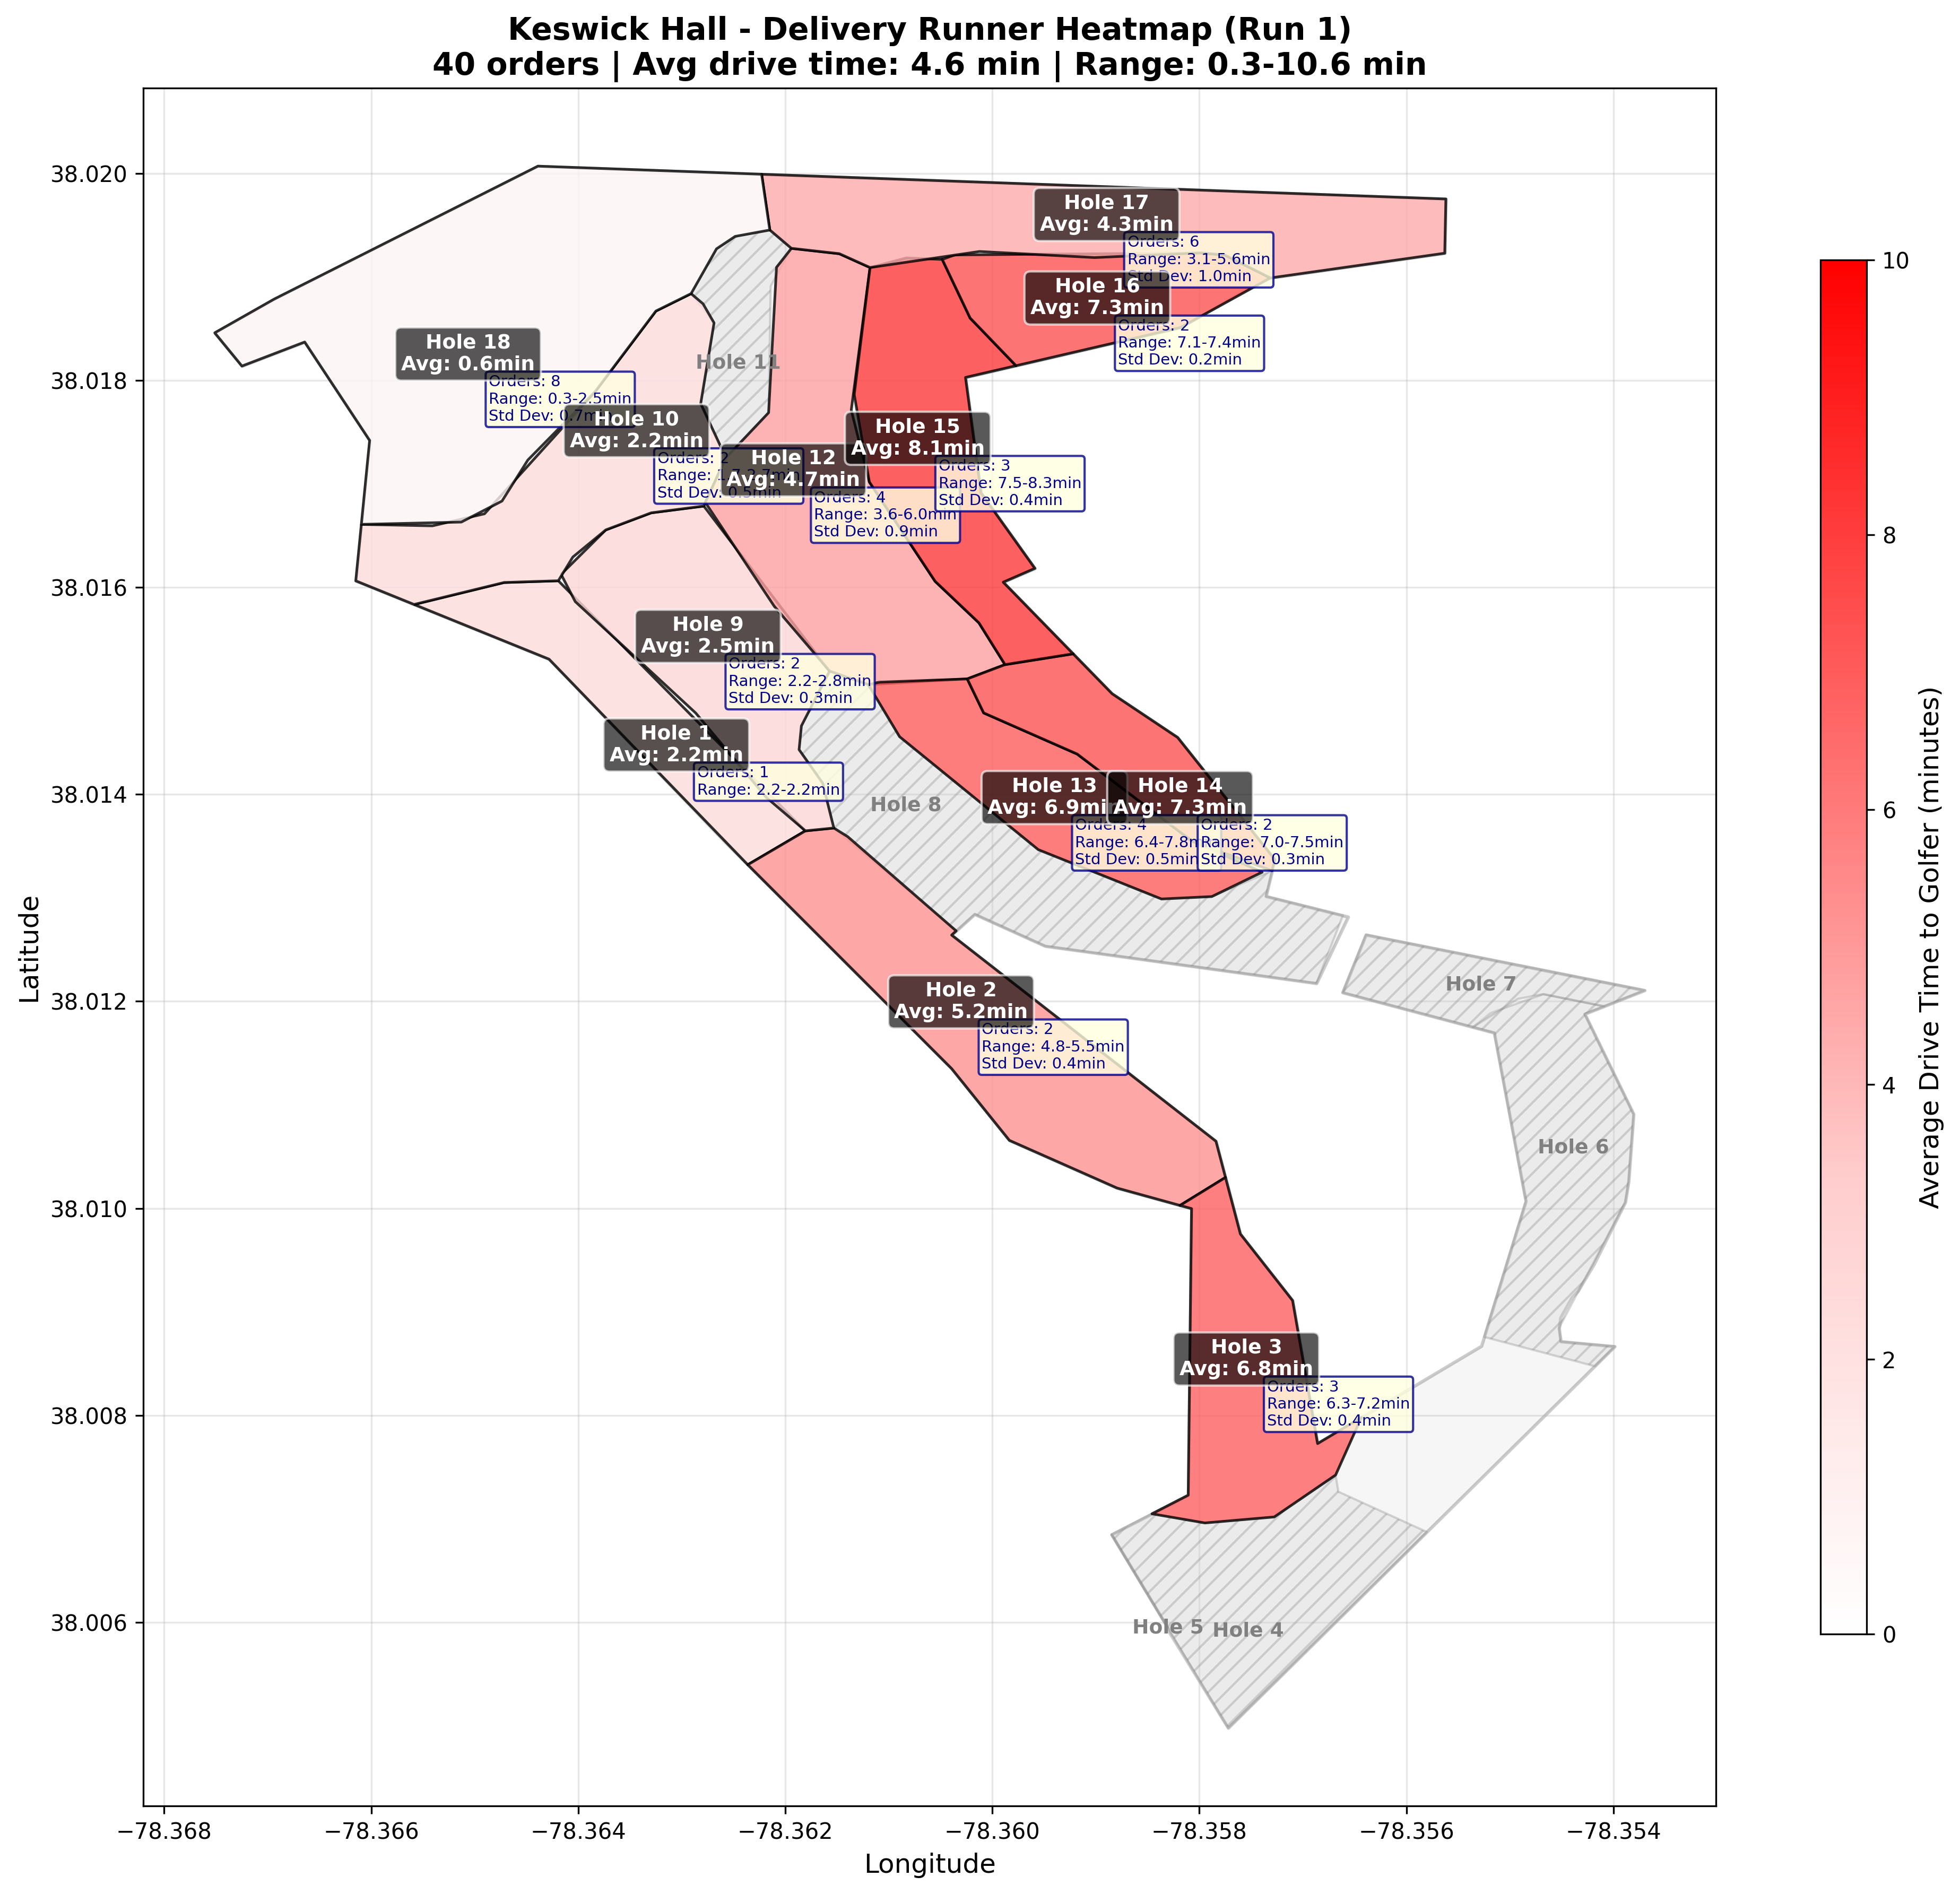 Keswick Hall - Delivery Runner Heatmap (Run 1)
40 orders | Avg drive time: 4.6 min | Range: 0.3-10.6 min
Latitude
38.020
38.018
38.016
38.014
38.012
38.010
38.008
38.006
Hole 17
Avg: 4.3min
Orders: 6
Range: 3.1-5.6min
Std Dev: 1.0min
Hole 16
Avg: 7.3min
Orders: 2
Range: 7.1-7.4min
Std Dev: 0.2min
Hole 18
Avg: 0.6min
Orders: 8
Range: 0.3-2.5min
Std Dev: 0.7min
Hole 11
Hole 10
Avg: 2.2min
Orders: 2
Range:
Std Dev: 0.5min
Hole 12
Avg: 4.7min
Orders: 4
Range: 3.6-6.0min
Std Dev: 0.9min
Hole 15
Avg: 8.1min
Orders: 3
Range: 7.5-8.3min
Std Dev: 0.4min
Hole 9
Avg: 2.5min
Orders: 2
Range: 2.2-2.8min
Std Dev: 0.3min
Hole 1
Avg: 2.2min
Orders: 1
Range: 2.2-2.2min
Hole 8
Hole 13
Avg: 6.9min
Orders: 4
Range: 6.4-7.8m
Std Dev: 0.5min
Hole 14
Avg: 7.3min
Orders: 2
Range: 7.0-7.5min
Std Dev: 0.3min
Hole 7
Hole 2
Avg: 5.2min
Orders: 2
Range: 4.8-5.5min
Std Dev: 0.4min
Hole 6
Hole 3
Avg: 6.8min
Orders: 3
Range: 6.3-7.2min
Std Dev: 0.4min
Hole 5
Hole 4
−78.368
−78.366
−78.364
−78.362
−78.360
−78.358
−78.356
−78.354
Longitude
10
8
6
4
2
0
Average Drive Time to Golfer (minutes)